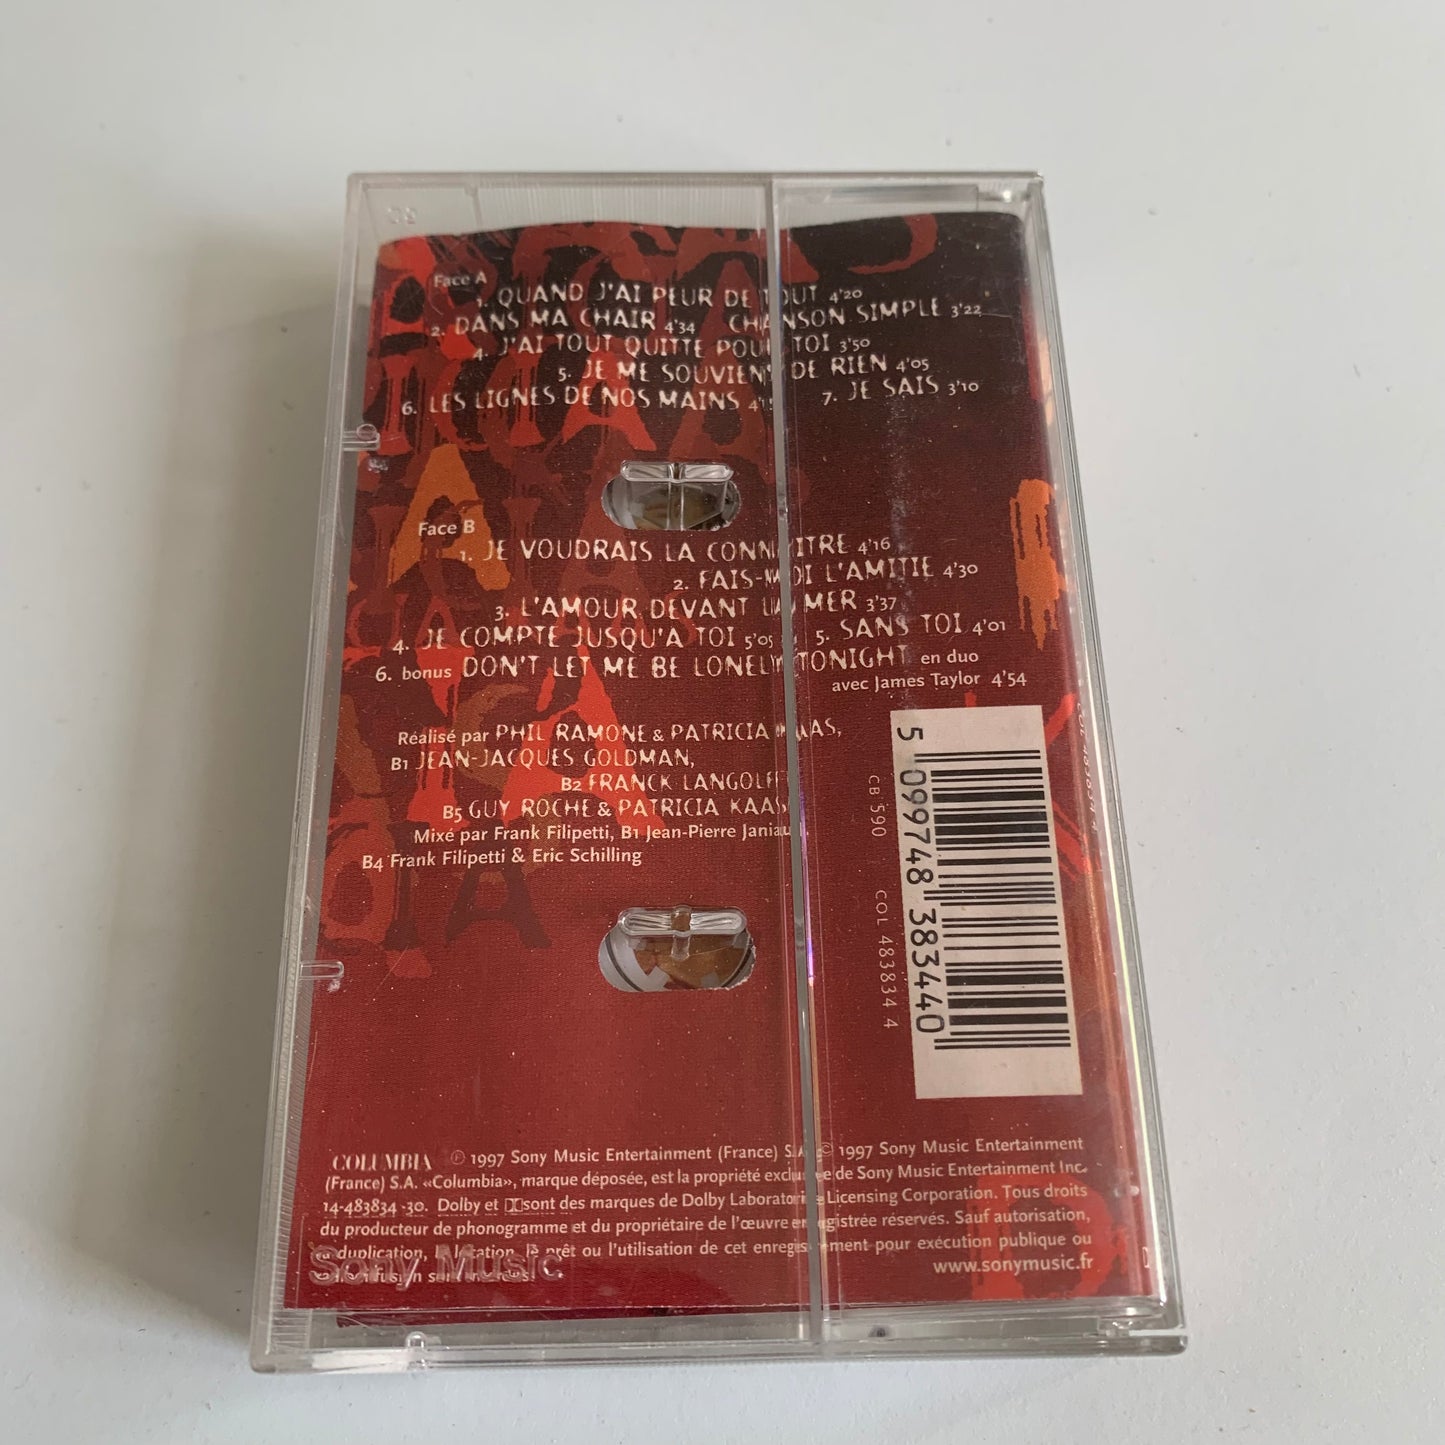 Face A
1. QUAND J'AI PEUR DE TOUT 4'20
2. DANS MA CHAIR 4'34 CHANSON SIMPLE 3'22
4. J'AI TOUT QUITTE POUR TOI 3'50
5. JE ME SOUVIENS DE RIEN 4'05
6. LES LIGNES DE NOS MAINS 7. JE SAIS 3'10
Face B
1. JE VOUDRAIS LA CONNAITRE 4'16
2. FAIS-MOI L'AMITIE 4'30
3. L'AMOUR DEVANT LA MER 3'37
4. JE COMPTE JUSQU'A TOI 5'05 5. SANS TOI 4'01
6. bonus DON'T LET ME BE LONELY TONIGHT en duo
avec James Taylor 4'54
Réalisé par PHIL RAMONE & PATRICIA KAAS,
B1 JEAN-JACQUES GOLDMAN,
B2 FRANCK LANGOLFF
B5 GUY ROCHE & PATRICIA KAAS
Mixé par Frank Filipetti, B1 Jean-Pierre Janiaud,
B4 Frank Filipetti & Eric Schilling
5 099748 383440
CB 590 COL 483834 4
COL 483834 4
COLUMBIA ℗ 1997 Sony Music Entertainment (France) S.A. © 1997 Sony Music Entertainment
(France) S.A. «Columbia», marque déposée, est la propriété exclusive de Sony Music Entertainment Inc.
14-483834-30. Dolby et sont des marques de Dolby Laboratories Licensing Corporation. Tous droits
du producteur de phonogramme et du propriétaire de l'œuvre enregistrée réservés. Sauf autorisation,
la duplication, la location, le prêt ou l'utilisation de cet enregistrement pour exécution publique ou
radiodiffusion sont interdits. www.sonymusic.fr
Sony Music